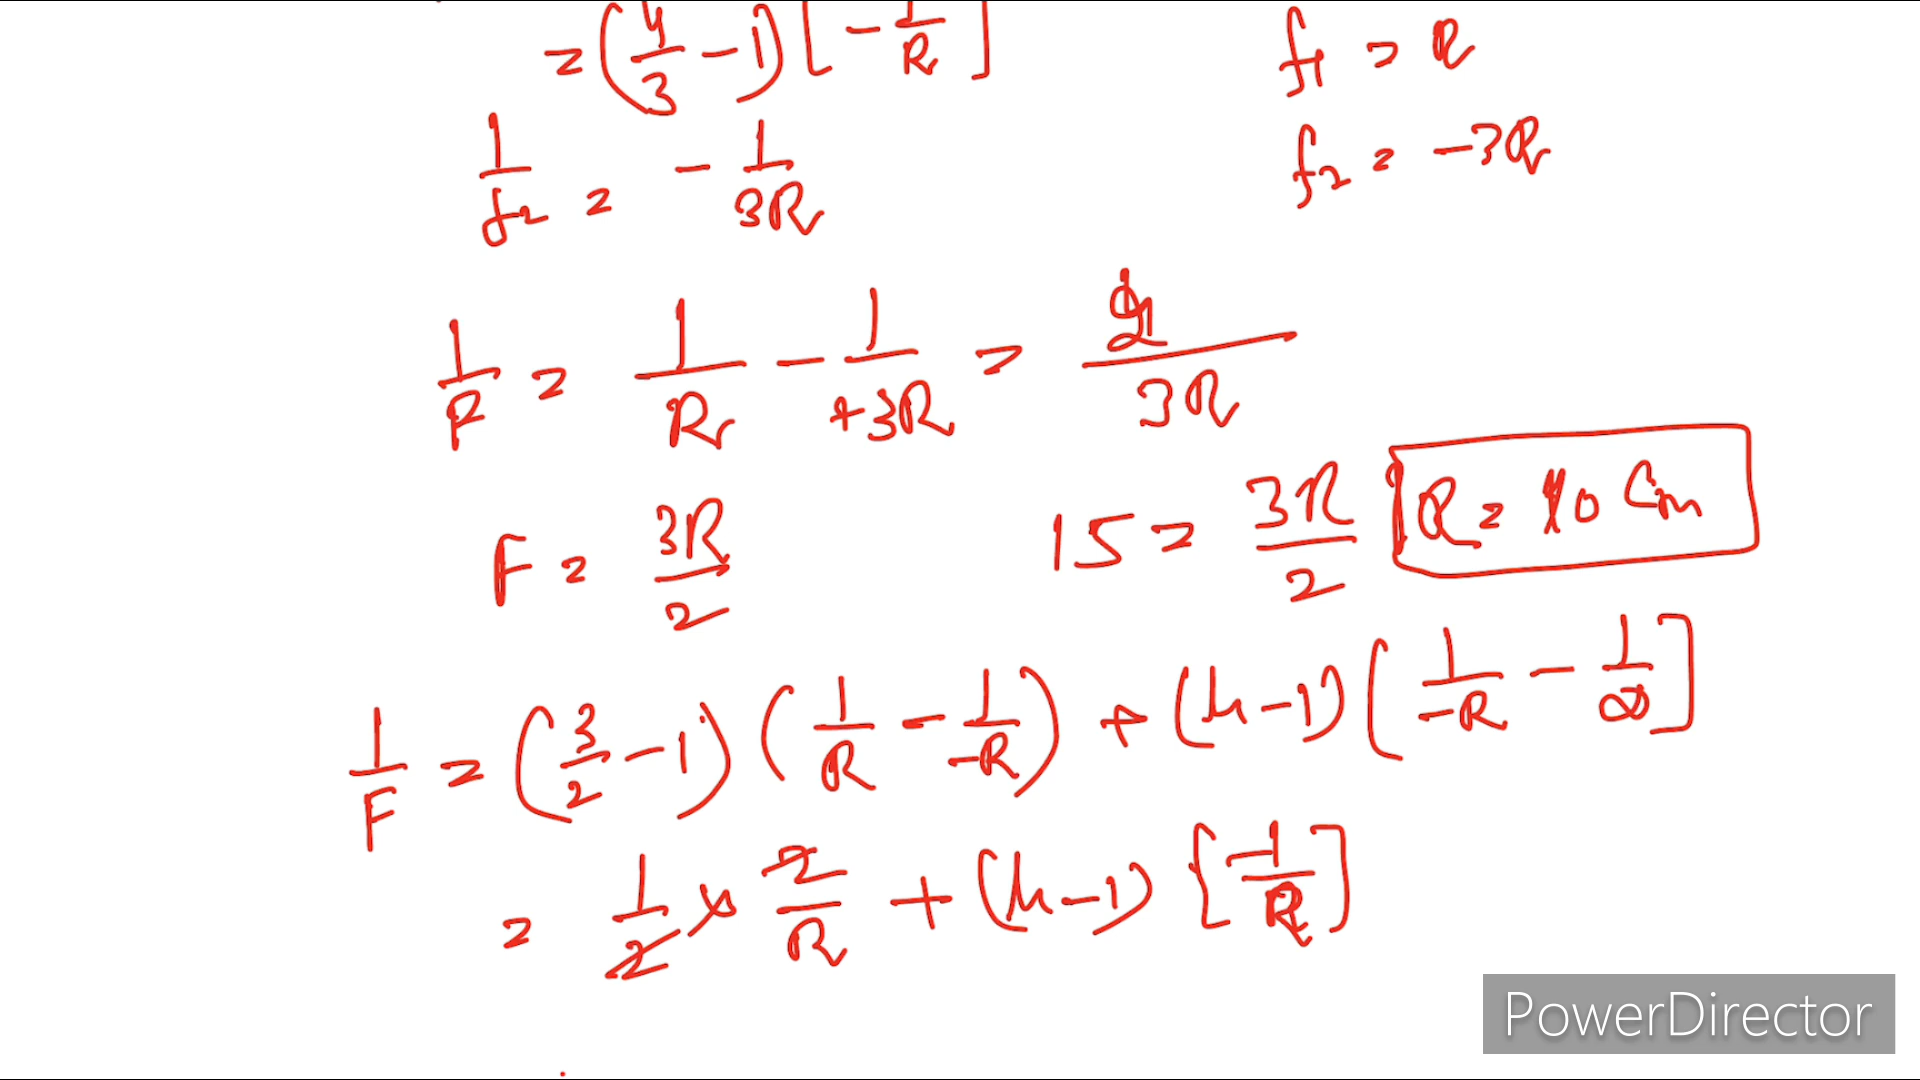 = (4/3 - 1) [ - 1/R ]
f1 = R
1/f2 = - 1/3R
f2 = -3R
1/F = 1/R - 1/+3R = 2/3R
F = 3R/2
15 = 3R/2
R = 10 Cm
1/F = (3/2 - 1) (1/R - 1/-R) + (μ-1) (1/-R - 1/∞]
= 1/2 × 2/R + (μ-1) [-1/R]
PowerDirector